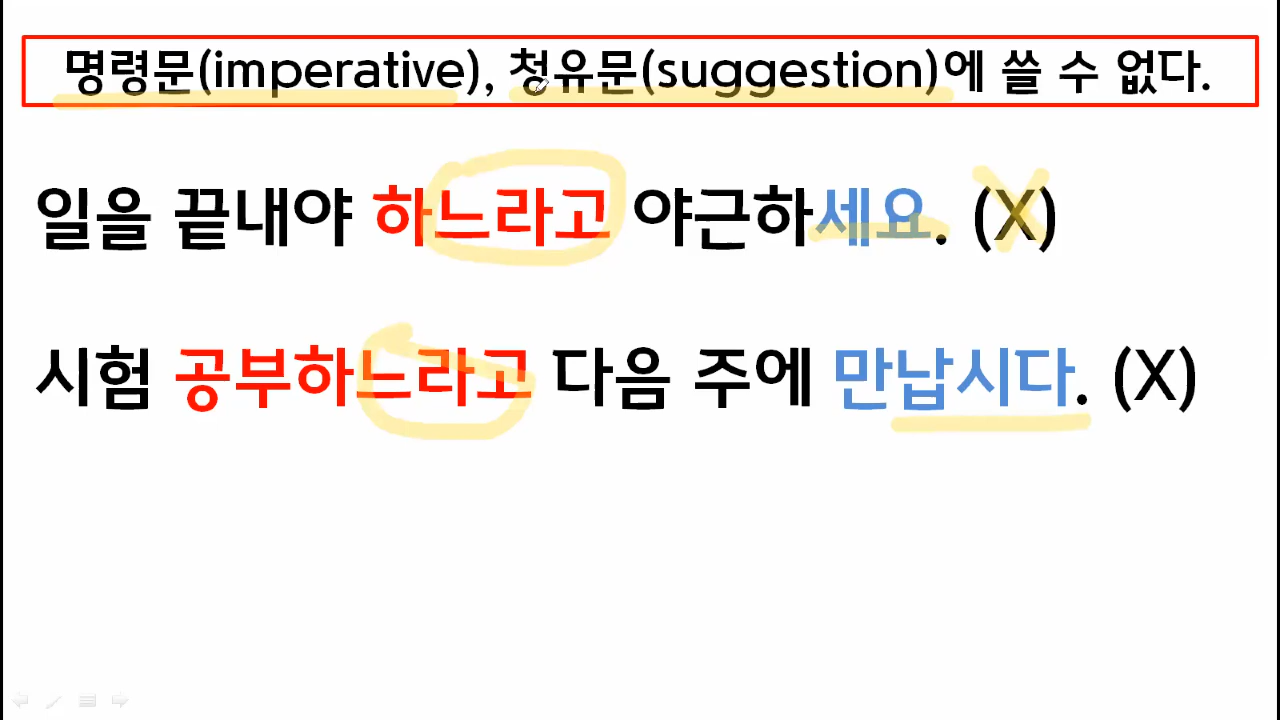 명령문(imperative), 청유문(suggestion)에 쓸 수 없다.
일을 끝내야 하느라고 야근하세요. (X)
시험 공부하느라고 다음 주에 만납시다. (X)